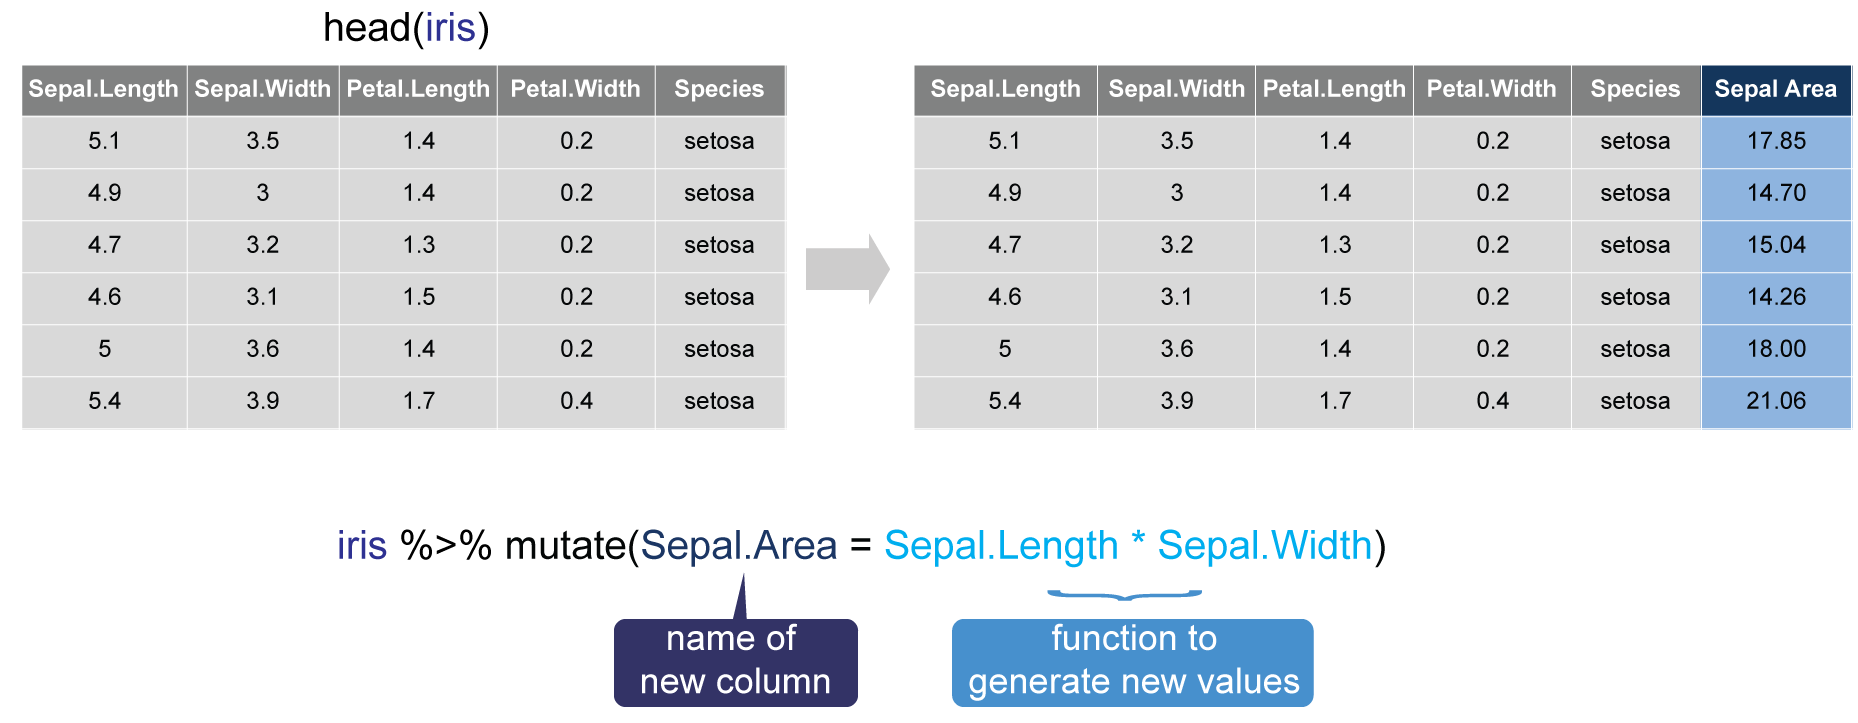 head(iris)
Sepal.Length Sepal.Width Petal.Length Petal.Width Species
5.1 3.5 1.4 0.2 setosa
4.9 3 1.4 0.2 setosa
4.7 3.2 1.3 0.2 setosa
4.6 3.1 1.5 0.2 setosa
5 3.6 1.4 0.2 setosa
5.4 3.9 1.7 0.4 setosa
Sepal.Length Sepal.Width Petal.Length Petal.Width Species Sepal Area
5.1 3.5 1.4 0.2 setosa 17.85
4.9 3 1.4 0.2 setosa 14.70
4.7 3.2 1.3 0.2 setosa 15.04
4.6 3.1 1.5 0.2 setosa 14.26
5 3.6 1.4 0.2 setosa 18.00
5.4 3.9 1.7 0.4 setosa 21.06
iris %>% mutate(Sepal.Area = Sepal.Length * Sepal.Width)
name of
new column
function to
generate new values